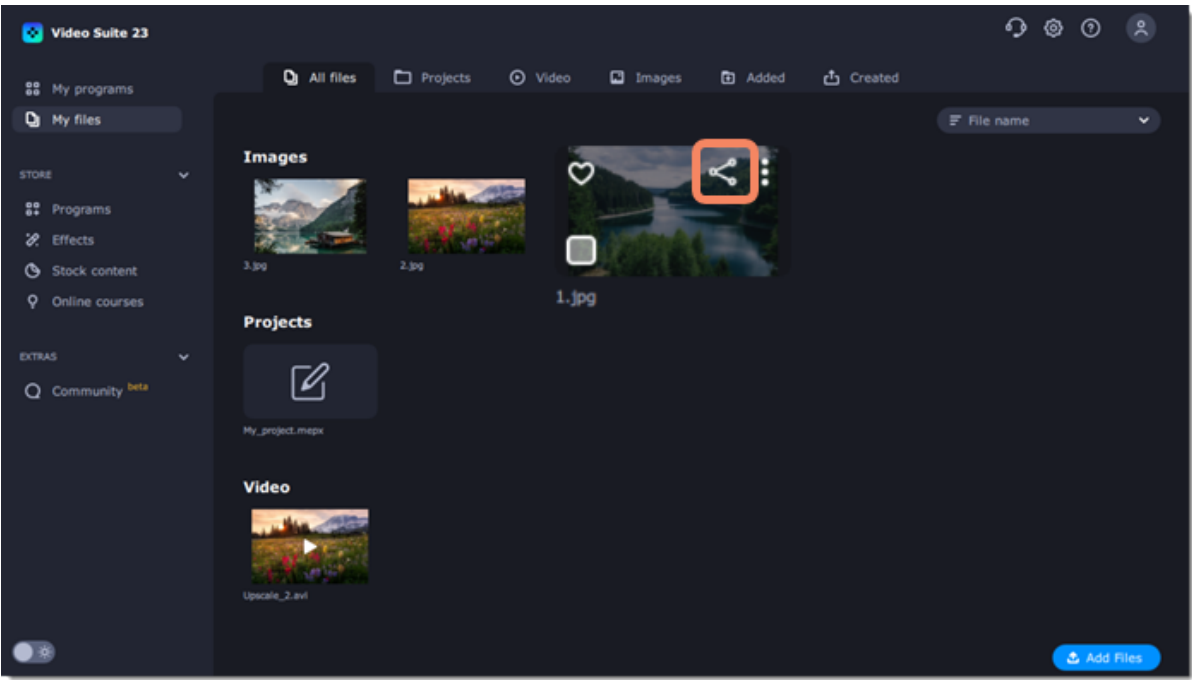 Video Suite 23
My programs
My files
STORE
Programs
Effects
Stock content
Online courses
EXTRAS
Community beta
All files Projects Video Images Added Created
File name
Images
3.jpg 2.jpg 1.jpg
Projects
My_project.mepx
Video
Upscale_2.avi
Add Files